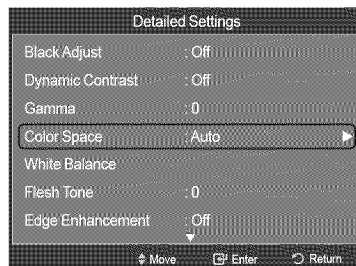 Detailed Settings
Black Adjust : Off
Dynamic Contrast : Off
Gamma : 0
Color Space : Auto
White Balance
Flesh Tone : 0
Edge Enhancement : Off
Move Enter Return